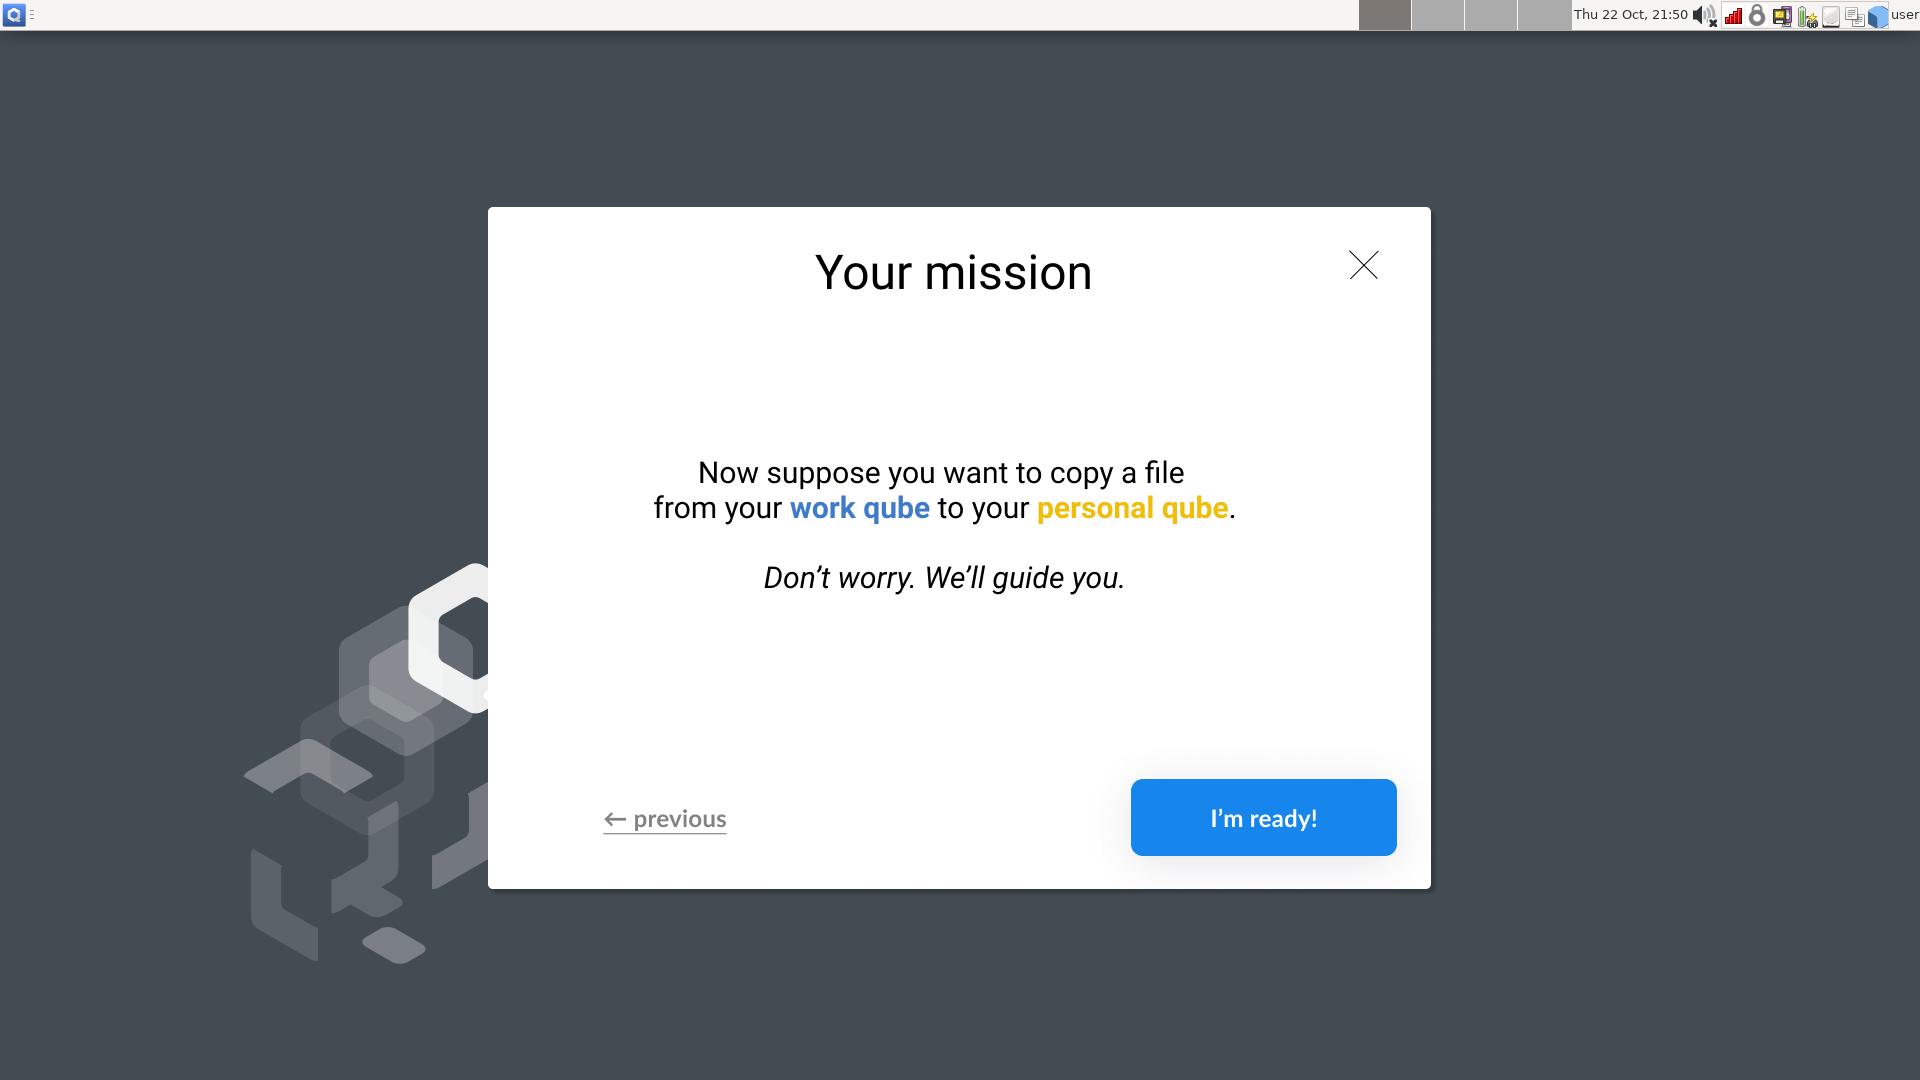 Thu 22 Oct, 21:50
user
Your mission
Now suppose you want to copy a file
from your work qube to your personal qube.
Don’t worry. We’ll guide you.
← previous
I’m ready!